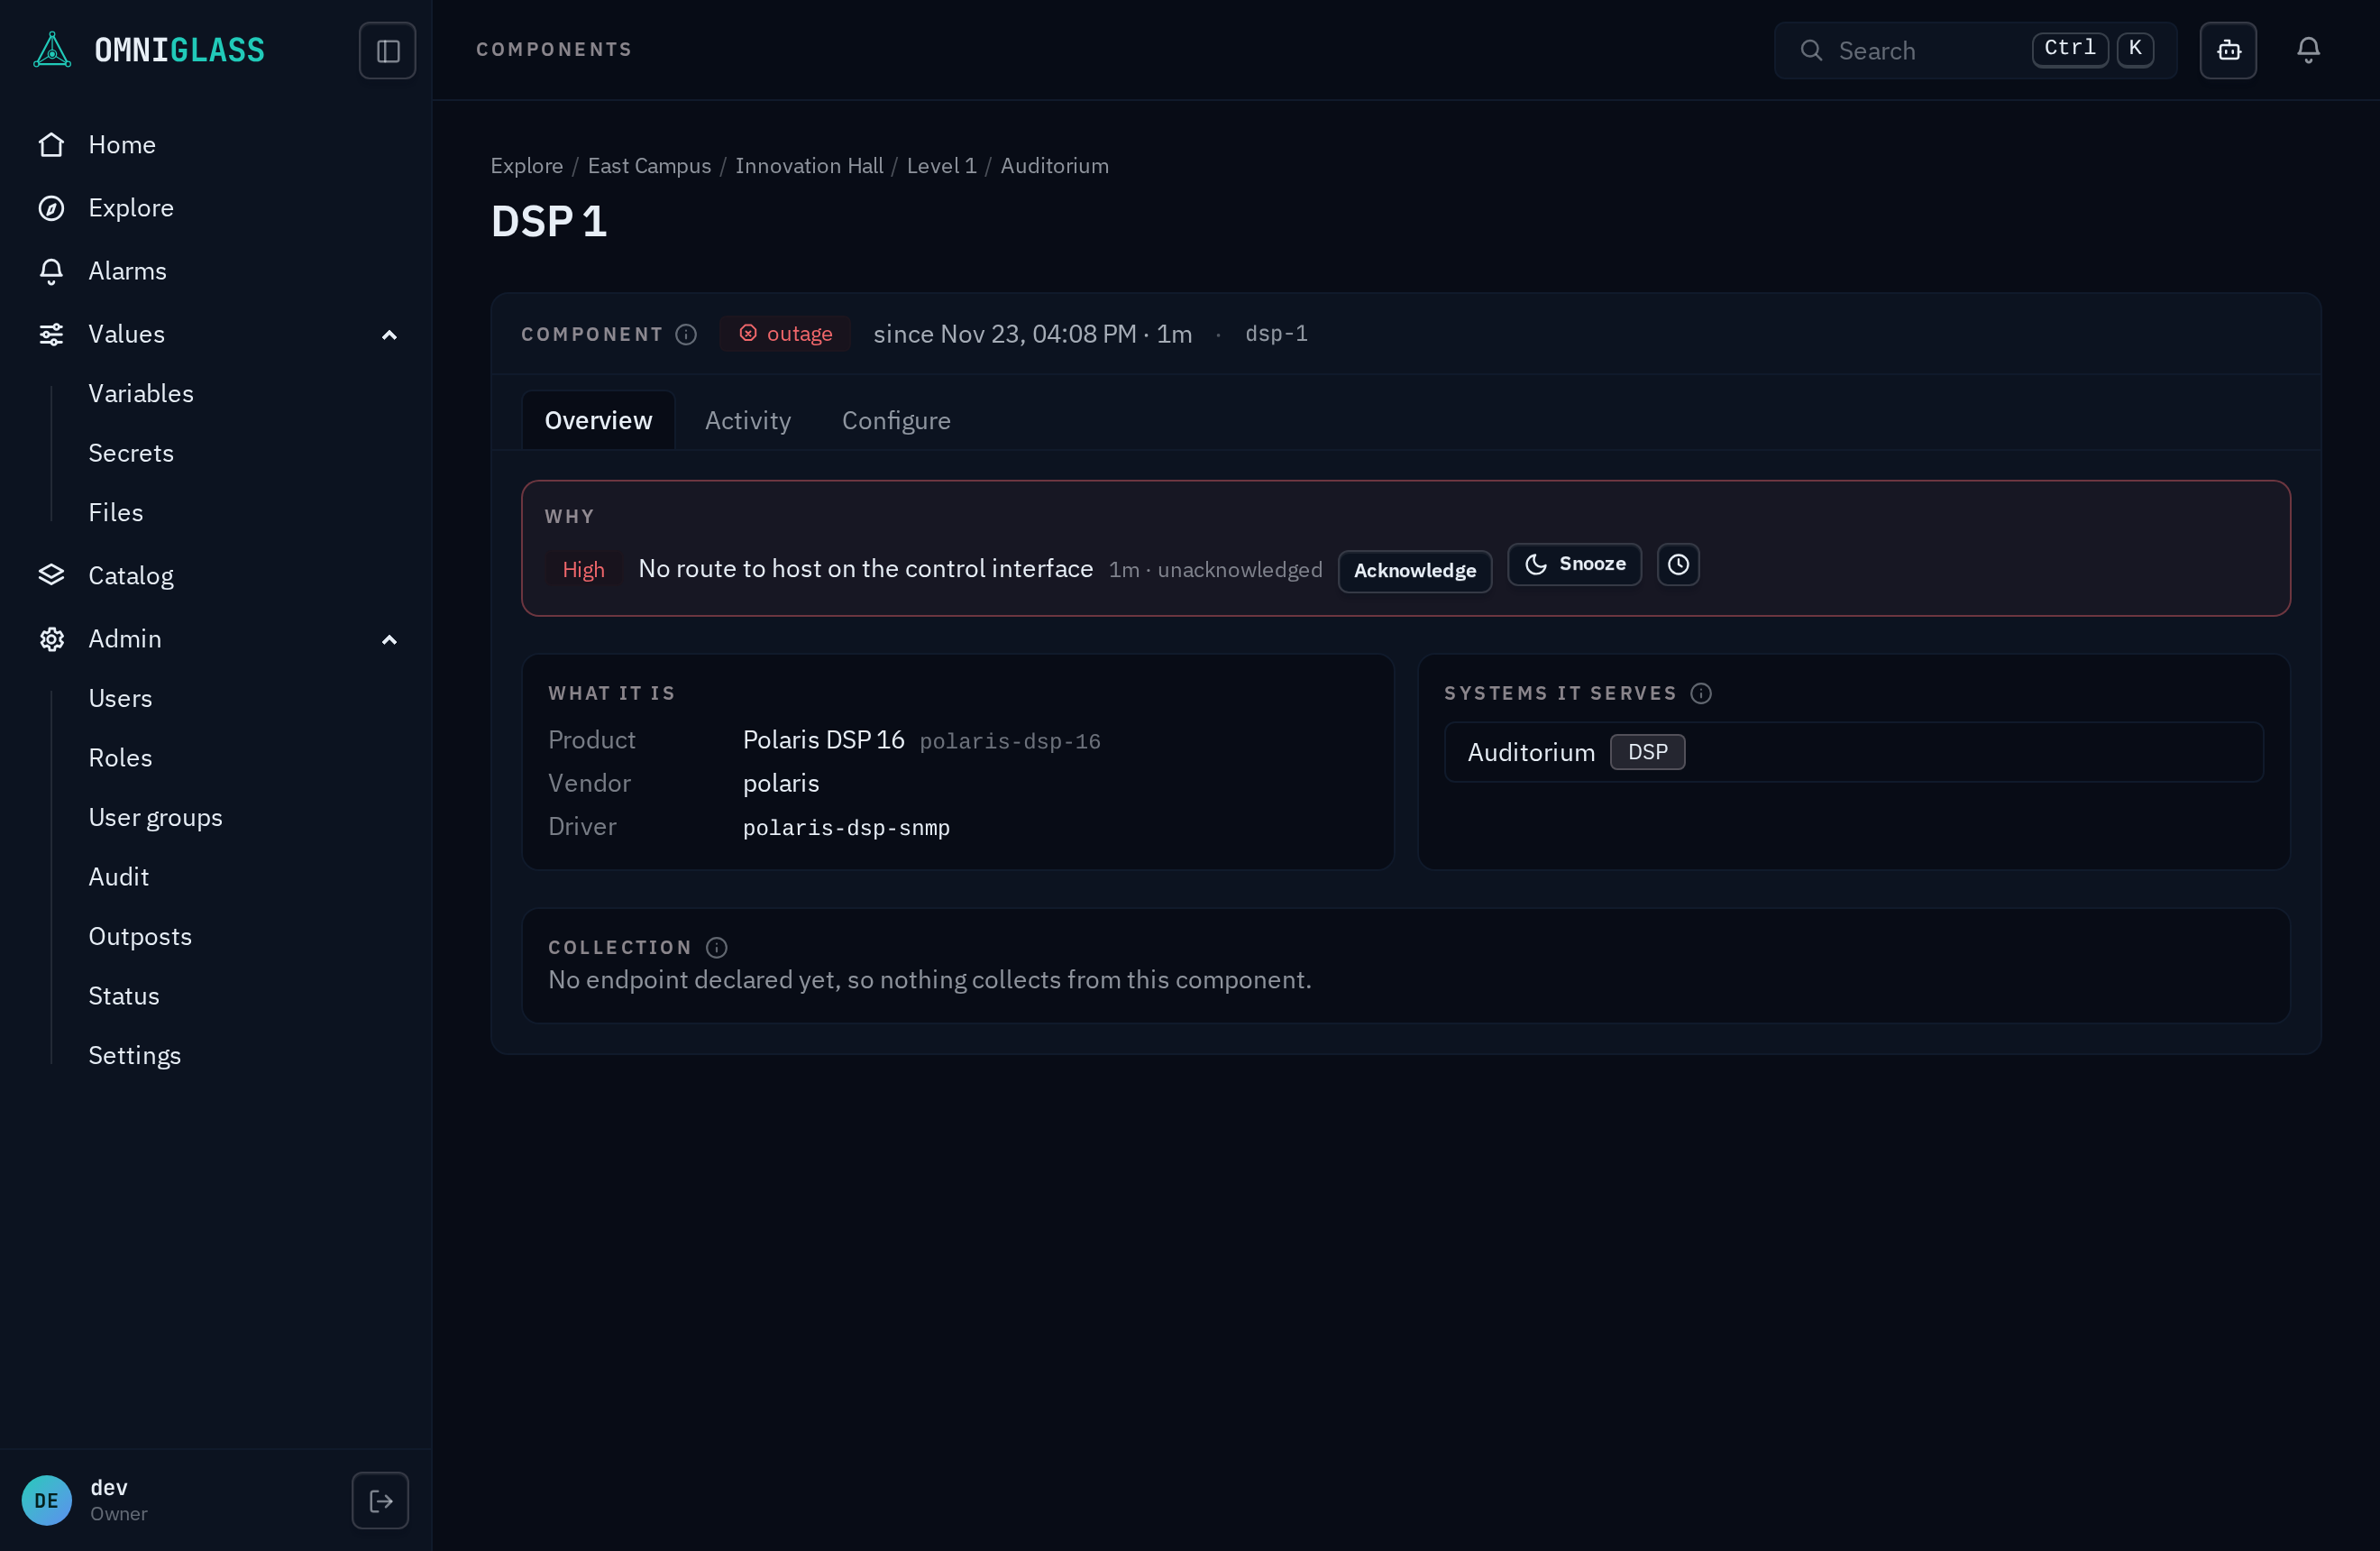 OMNIGLASS
COMPONENTS
Search Ctrl K
Home
Explore
Alarms
Values
Variables
Secrets
Files
Catalog
Admin
Users
Roles
User groups
Audit
Outposts
Status
Settings
DE dev
Owner
Explore / East Campus / Innovation Hall / Level 1 / Auditorium
DSP 1
COMPONENT outage since Nov 23, 04:08 PM · 1m · dsp-1
Overview Activity Configure
WHY
High No route to host on the control interface 1m · unacknowledged Acknowledge Snooze
WHAT IT IS
Product Polaris DSP 16 polaris-dsp-16
Vendor polaris
Driver polaris-dsp-snmp
SYSTEMS IT SERVES
Auditorium DSP
COLLECTION
No endpoint declared yet, so nothing collects from this component.